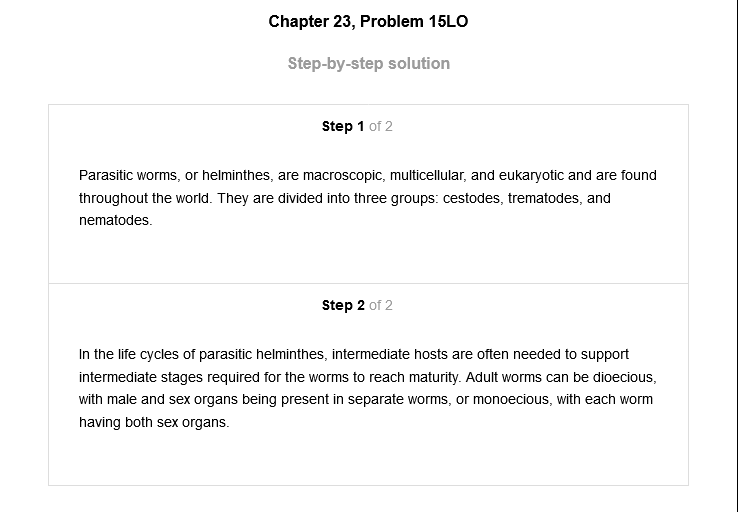 Chapter 23, Problem 15LO
Step-by-step solution
Step 1 of 2
Parasitic worms, or helminthes, are macroscopic, multicellular, and eukaryotic and are found
throughout the world. They are divided into three groups: cestodes, trematodes, and
nematodes.
Step 2 of 2
In the life cycles of parasitic helminthes, intermediate hosts are often needed to support
intermediate stages required for the worms to reach maturity. Adult worms can be dioecious,
with male and sex organs being present in separate worms, or monoecious, with each worm
having both sex organs.